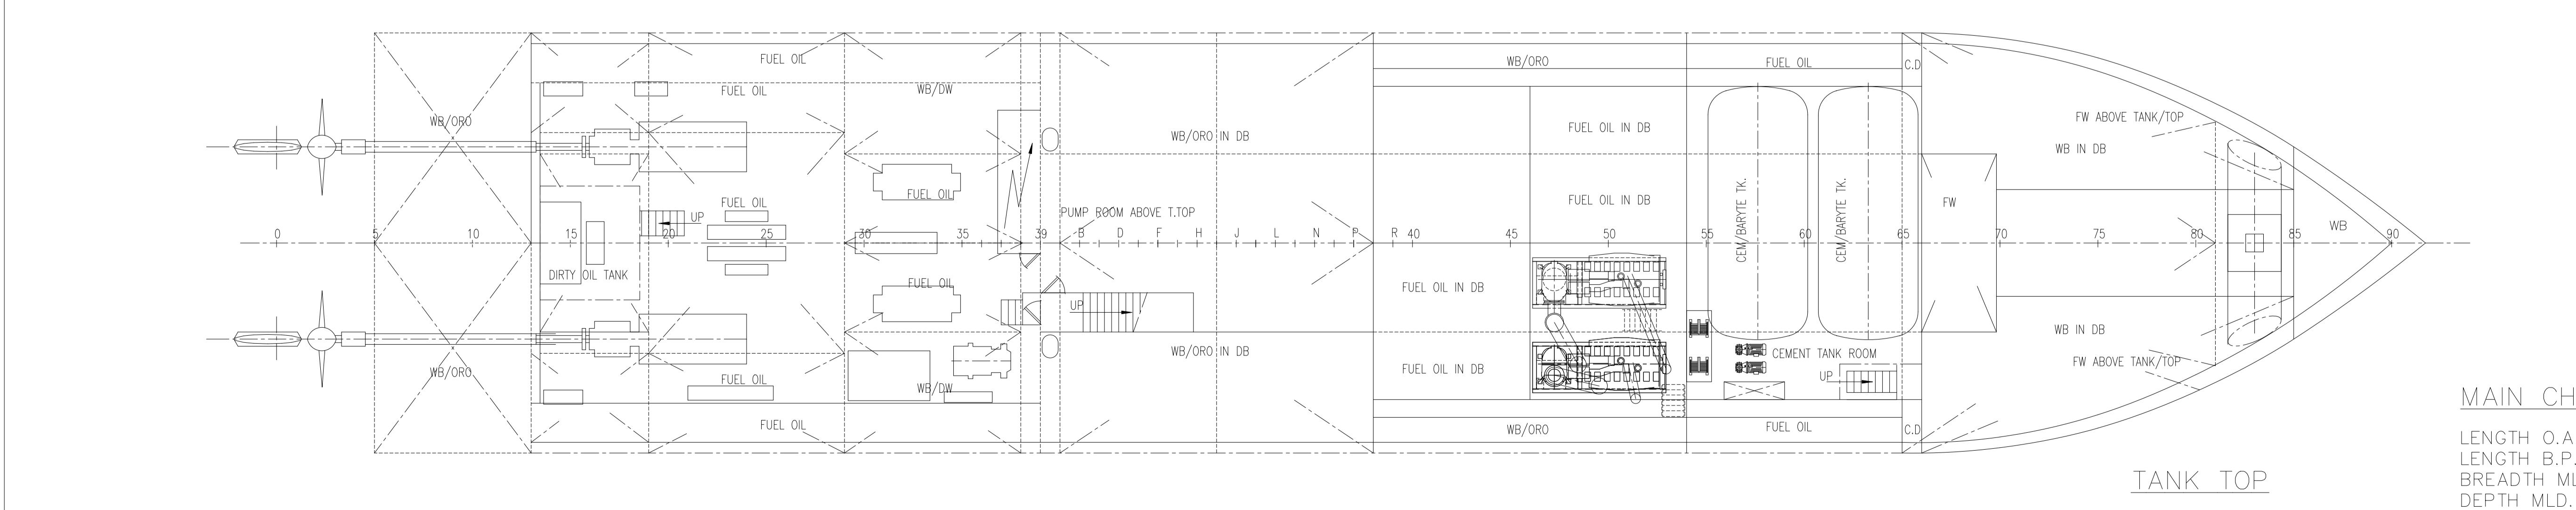 FUEL OIL
WB/ORO
FUEL OIL
C.D
FUEL OIL
WB/DW
WB/ORO
WB/ORO IN DB
FUEL OIL IN DB
FW ABOVE TANK/TOP
WB IN DB
FUEL OIL
FUEL OIL
FUEL OIL IN DB
CEM/BARYTE TK.
CEM/BARYTE TK.
FW
UP
PUMP ROOM ABOVE T.TOP
WB
0 5 10 15 20 25 30 35 39 B D F H J L N P R 40 45 50 55 60 65 70 75 80 85 90
DIRTY OIL TANK
FUEL OIL
FUEL OIL IN DB
UP
WB IN DB
WB/ORO IN DB
CEMENT TANK ROOM
FW ABOVE TANK/TOP
WB/ORO
FUEL OIL
WB/DW
FUEL OIL IN DB
UP
FUEL OIL
WB/ORO
FUEL OIL
C.D
TANK TOP
MAIN CH
LENGTH O.A
LENGTH B.P.
BREADTH ML
DEPTH MLD.